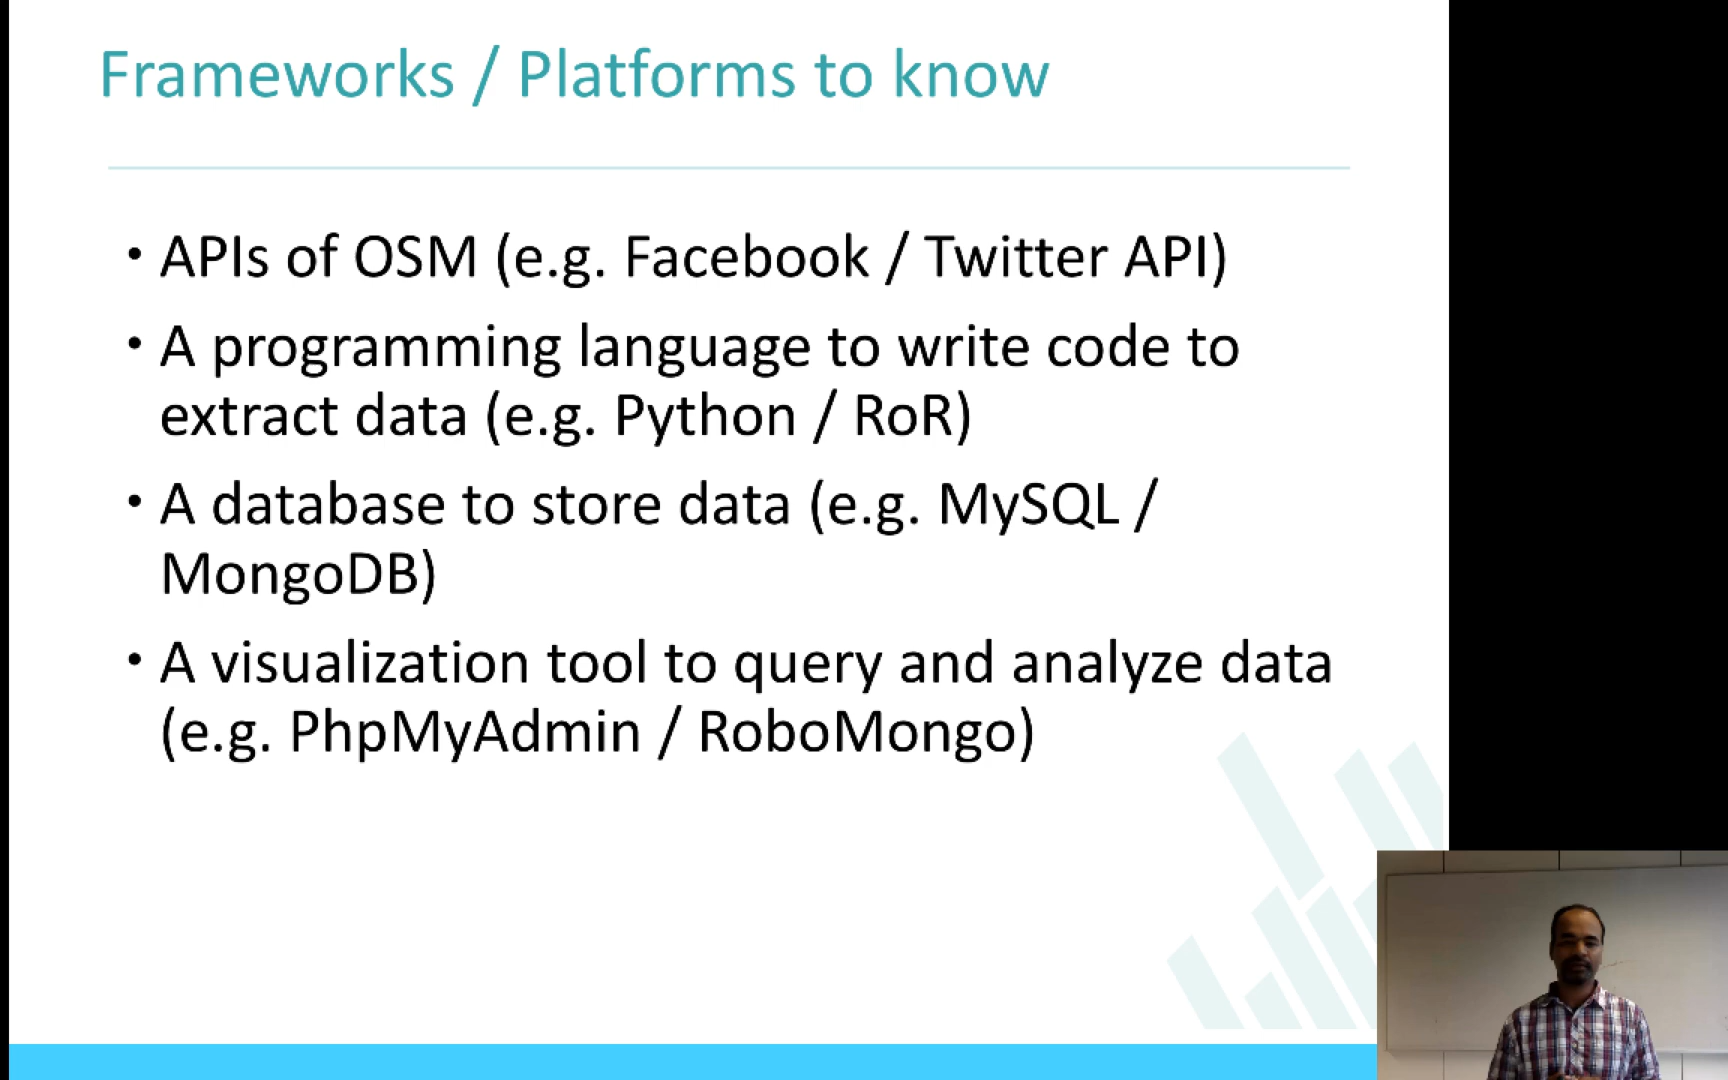 Frameworks / Platforms to know
• APIs of OSM (e.g. Facebook / Twitter API)
• A programming language to write code to
extract data (e.g. Python / RoR)
• A database to store data (e.g. MySQL /
MongoDB)
• A visualization tool to query and analyze data
(e.g. PhpMyAdmin / RoboMongo)